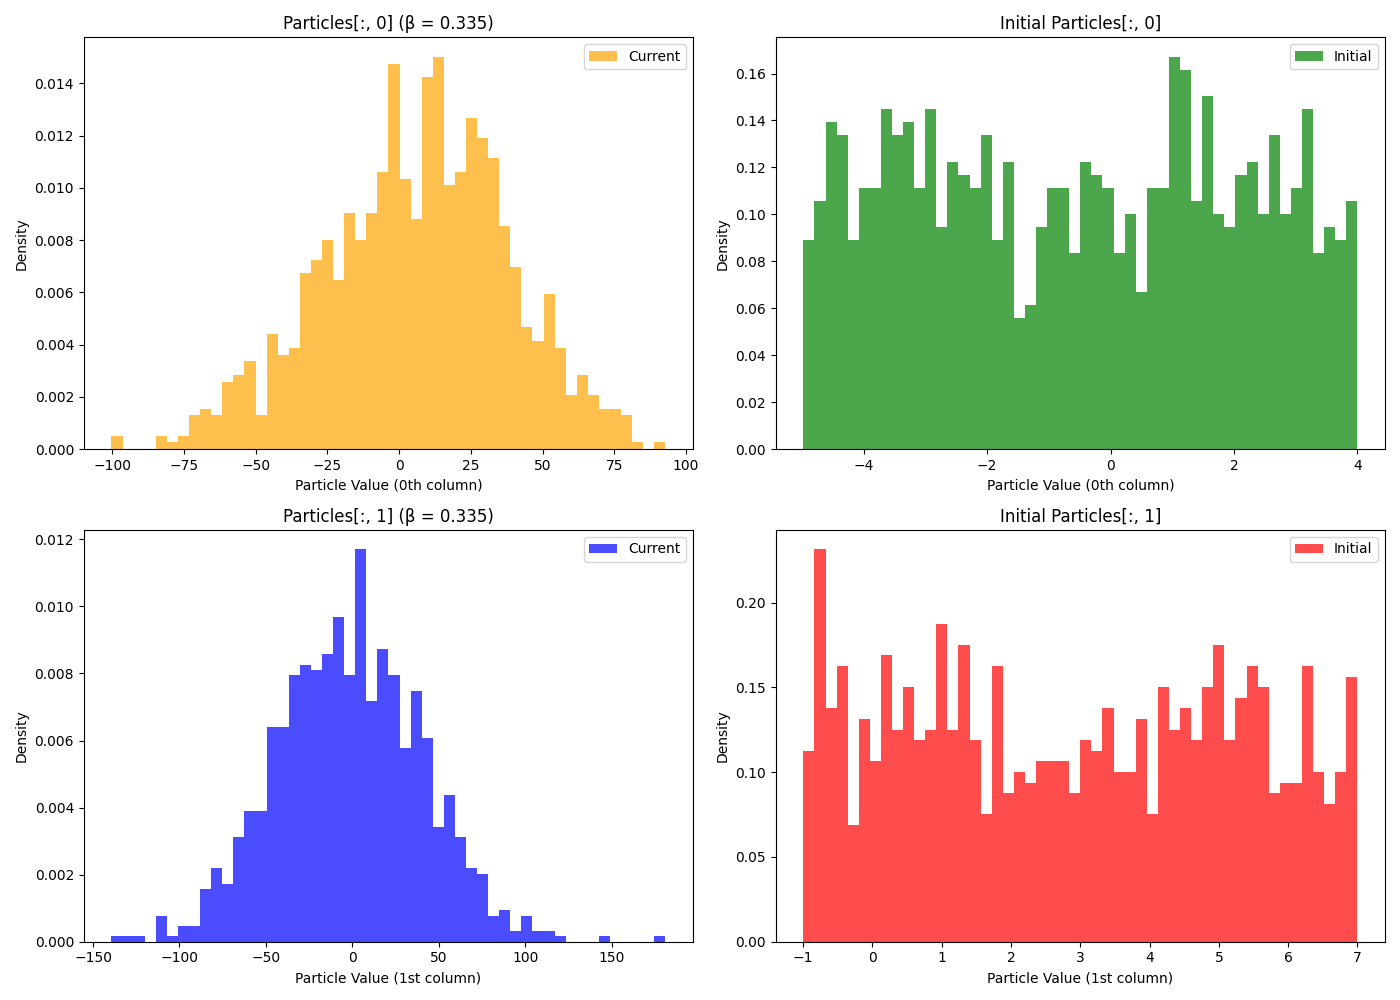 Particles[:, 0] (β = 0.335)
Current
Density
0.014
0.012
0.010
0.008
0.006
0.004
0.002
0.000
−100 −75 −50 −25 0 25 50 75 100
Particle Value (0th column)
Initial Particles[:, 0]
Initial
Density
0.16
0.14
0.12
0.10
0.08
0.06
0.04
0.02
0.00
−4 −2 0 2 4
Particle Value (0th column)
Particles[:, 1] (β = 0.335)
Current
Density
0.012
0.010
0.008
0.006
0.004
0.002
0.000
−150 −100 −50 0 50 100 150
Particle Value (1st column)
Initial Particles[:, 1]
Initial
Density
0.20
0.15
0.10
0.05
0.00
−1 0 1 2 3 4 5 6 7
Particle Value (1st column)